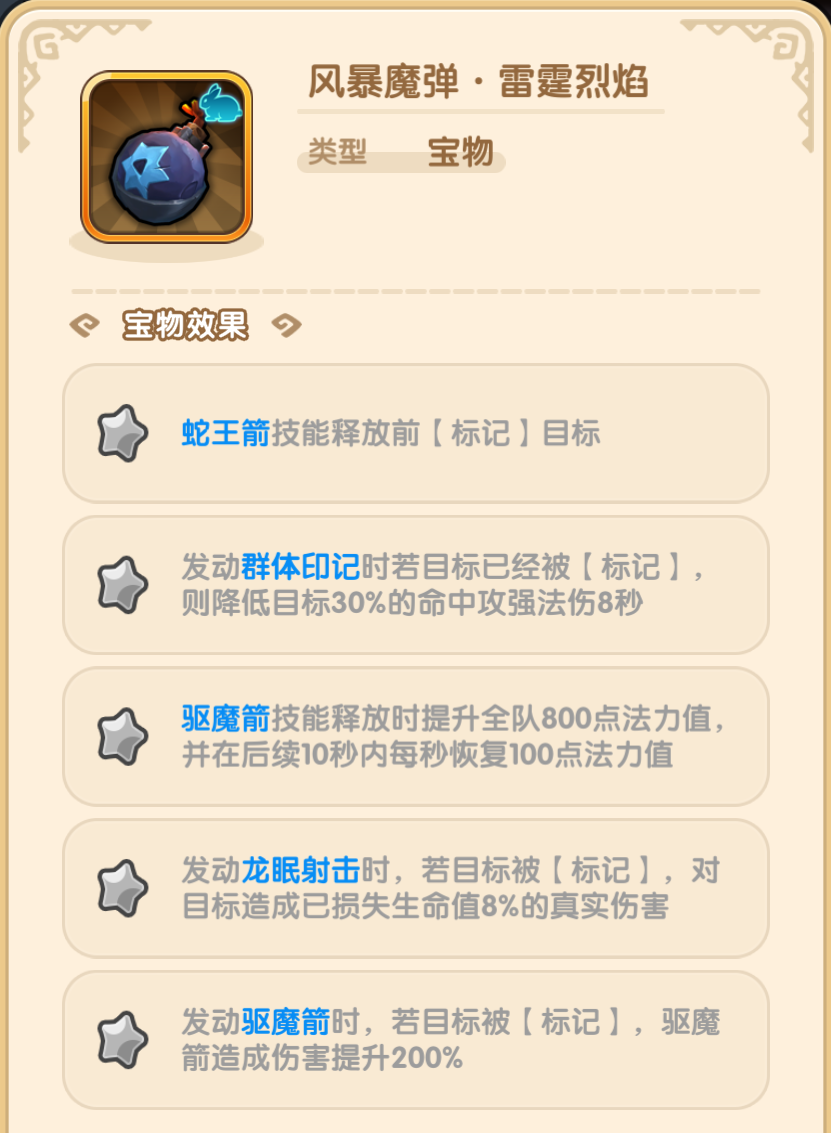 风暴魔弹·雷霆烈焰
类型 宝物
宝物效果
蛇王箭技能释放前【标记】目标
发动群体印记时若目标已经被【标记】，
则降低目标30%的命中攻强法伤8秒
驱魔箭技能释放时提升全队800点法力值，
并在后续10秒内每秒恢复100点法力值
发动龙眠射击时，若目标被【标记】，对
目标造成已损失生命值8%的真实伤害
发动驱魔箭时，若目标被【标记】，驱魔
箭造成伤害提升200%